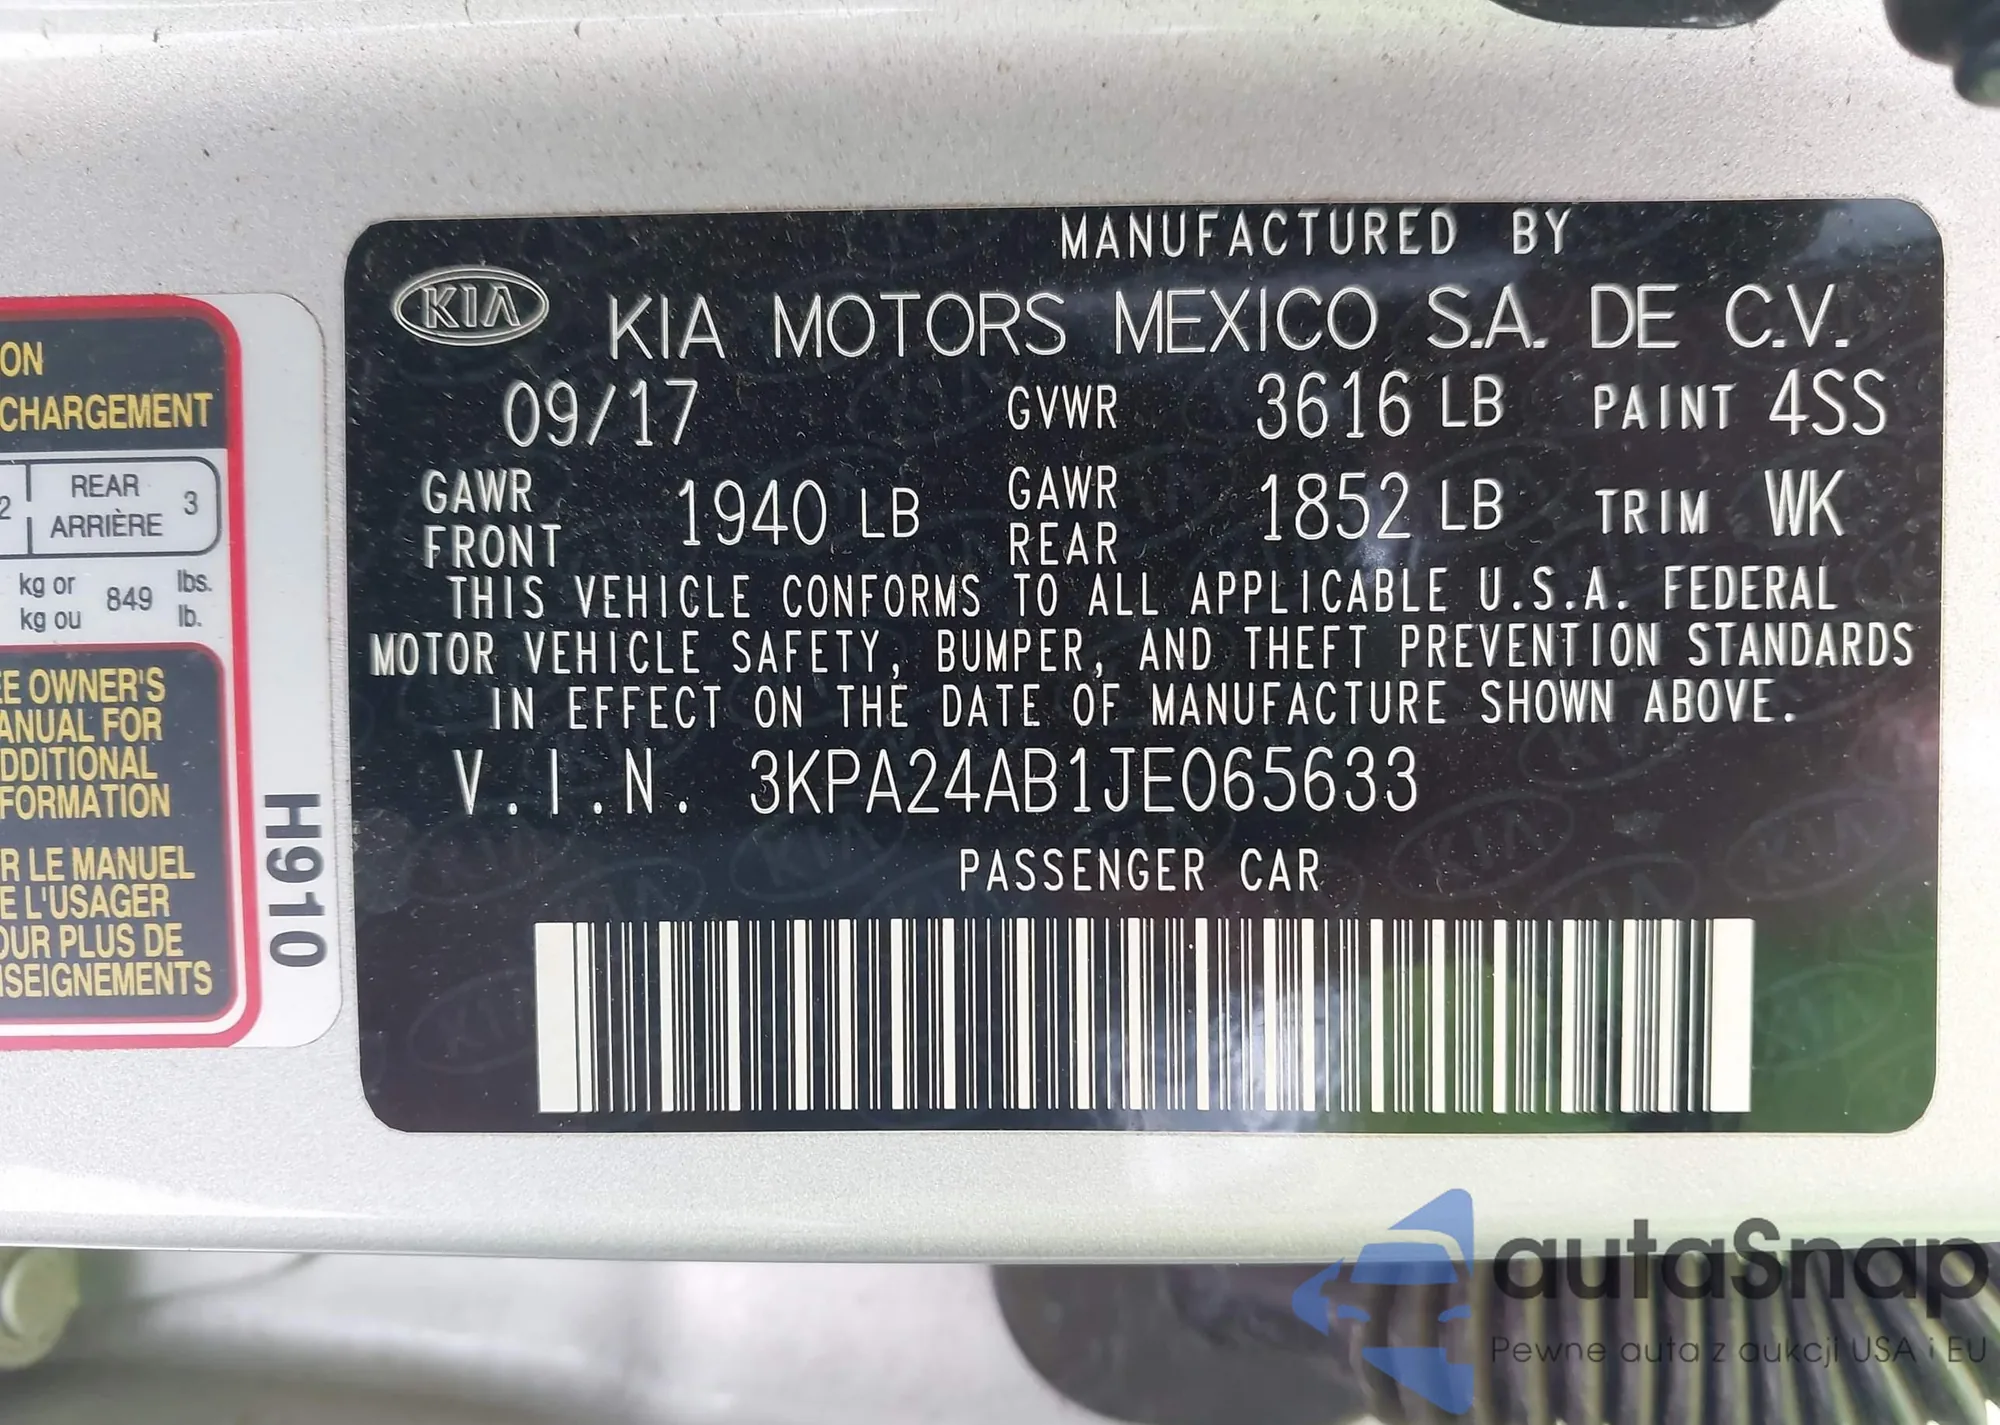 ON
CHARGEMENT
2 REAR 3
ARRIÈRE
kg or 849 lbs.
kg ou lb.
EE OWNER'S
ANUAL FOR
DDITIONAL
FORMATION
R LE MANUEL
E L'USAGER
OUR PLUS DE
NSEIGNEMENTS
H910
MANUFACTURED BY
KIA KIA MOTORS MEXICO S.A. DE C.V.
09/17 GVWR 3616 LB PAINT 4SS
GAWR FRONT 1940 LB GAWR REAR 1852 LB TRIM WK
THIS VEHICLE CONFORMS TO ALL APPLICABLE U.S.A. FEDERAL
MOTOR VEHICLE SAFETY, BUMPER, AND THEFT PREVENTION STANDARDS
IN EFFECT ON THE DATE OF MANUFACTURE SHOWN ABOVE.
V.I.N. 3KPA24AB1JE065633
PASSENGER CAR
autaSnap
Pewne auta z aukcji USA i EU